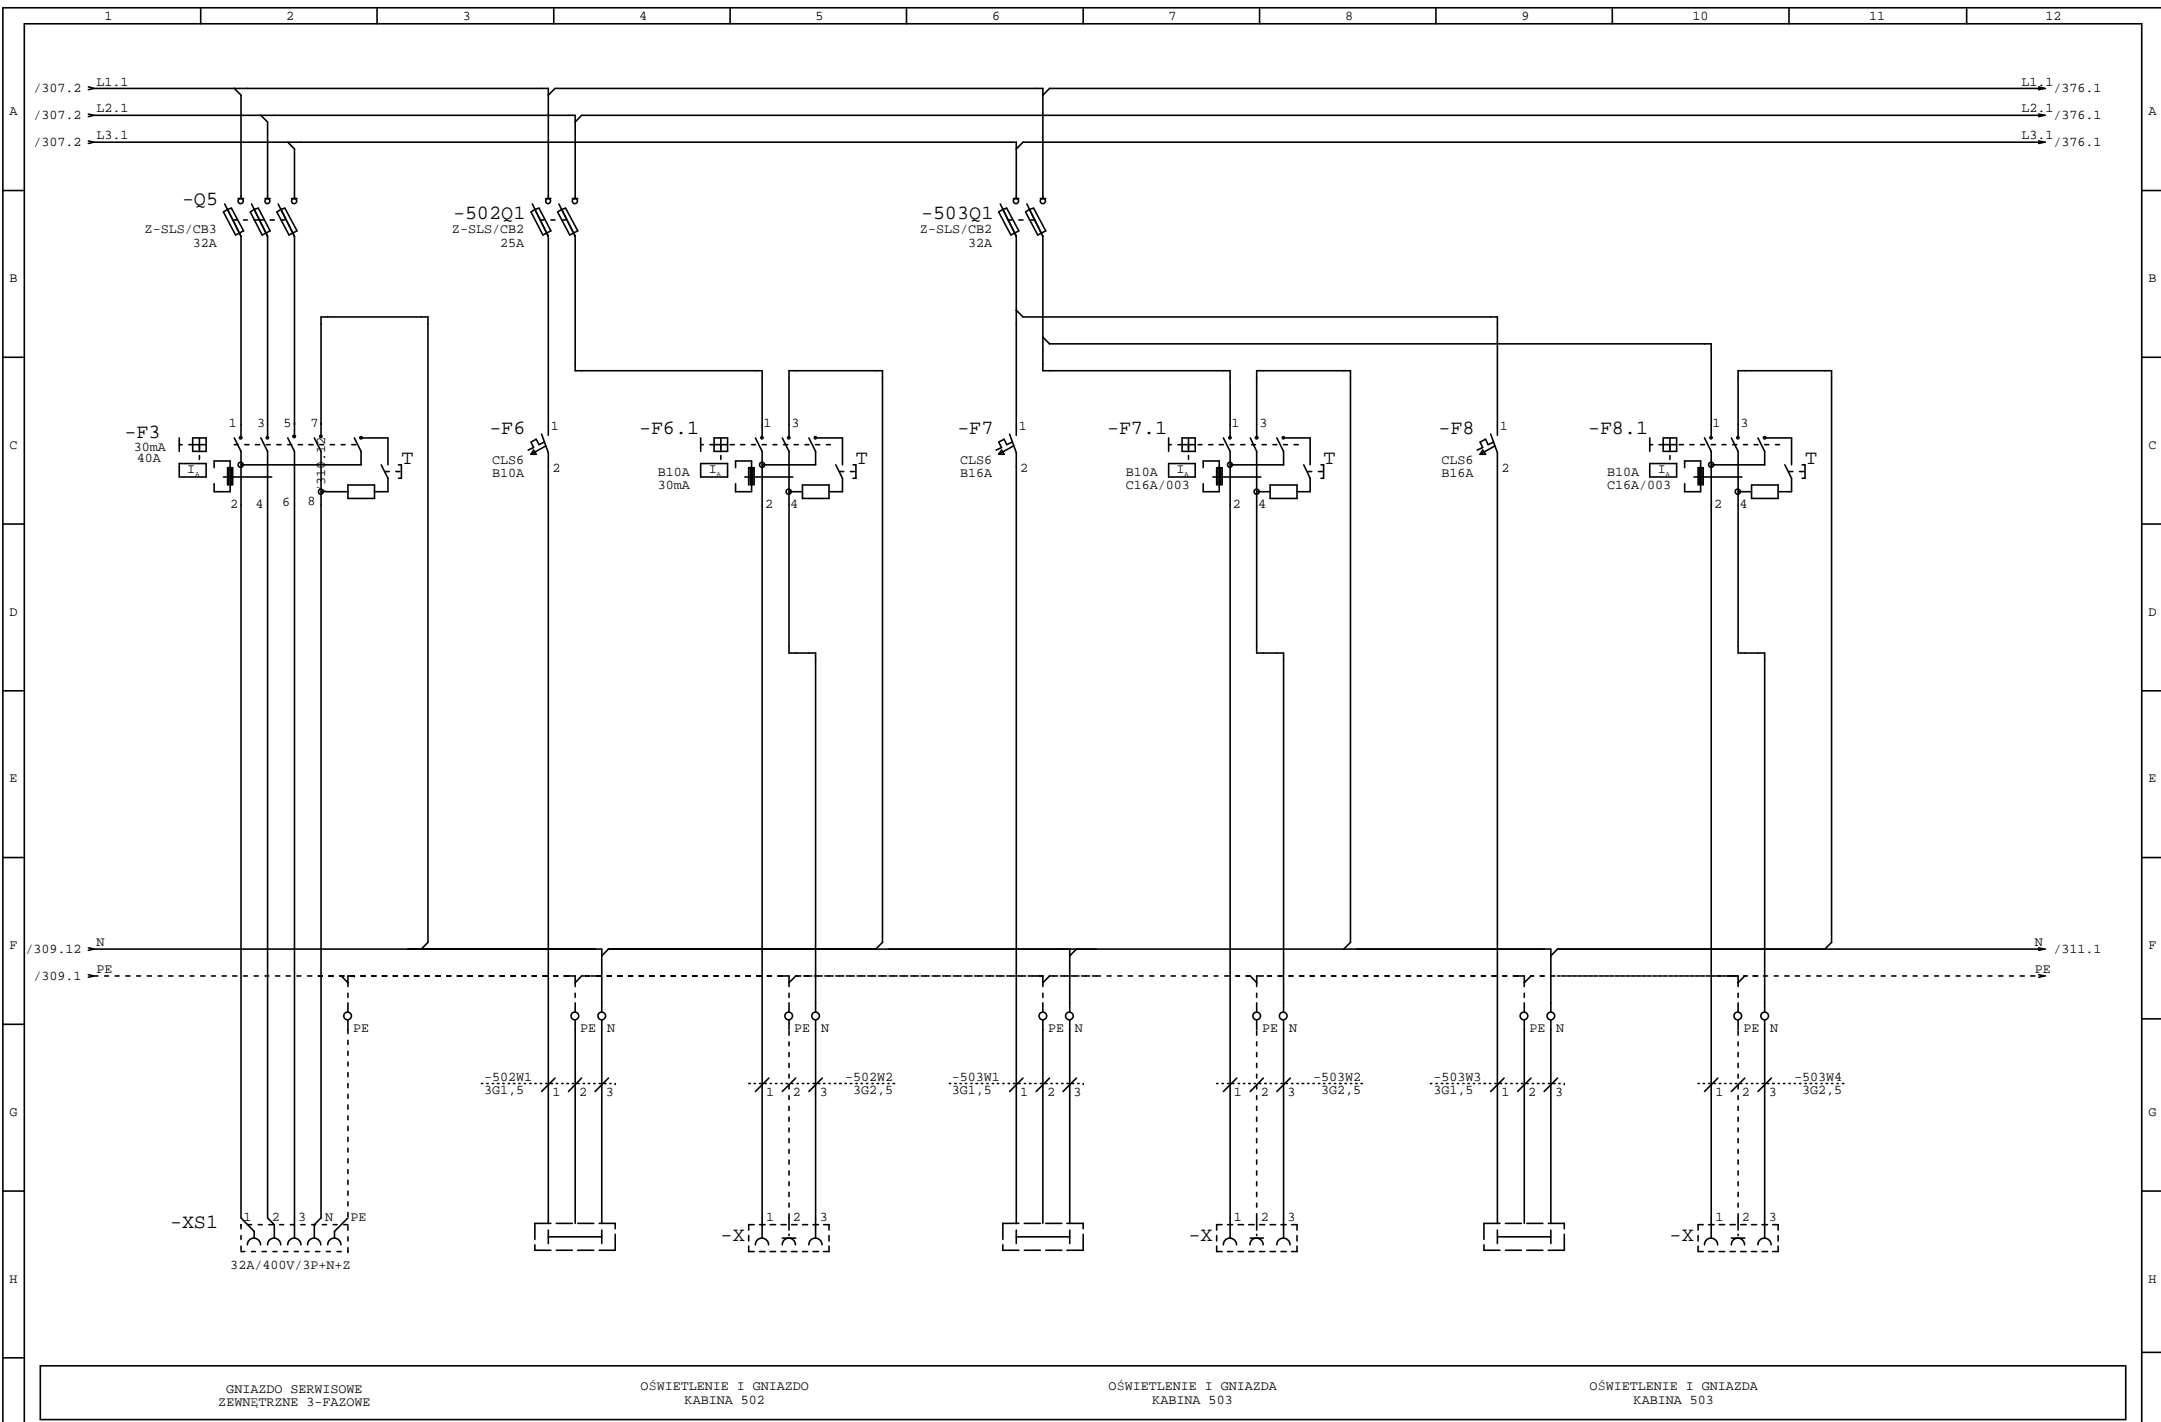 1 2 3 4 5 6 7 8 9 10 11 12
/307.2 L1.1 L1.1 /376.1
A /307.2 L2.1 L2.1 /376.1 A
/307.2 L3.1 L3.1 /376.1
-Q5
Z-SLS/CB3
32A
-502Q1
Z-SLS/CB2
25A
-503Q1
Z-SLS/CB2
32A
B B
C C
-F3
30mA
40A
1 3 5 7
/310.12
T
2 4 6 8
-F6
CLS6
B10A
1
2
-F6.1
B10A
30mA
1 3
T
2 4
-F7
CLS6
B16A
1
2
-F7.1
B10A
C16A/003
1 3
T
2 4
-F8
CLS6
B16A
1
2
-F8.1
B10A
C16A/003
1 3
T
2 4
D D
E E
F /309.12 N N /311.1 F
/309.1 PE PE
PE PE N PE N PE N PE N PE N PE N
-502W1
3G1,5 1 2 3
-502W2
1 2 3 3G2,5
-503W1
3G1,5 1 2 3
-503W2
1 2 3 3G2,5
-503W3
3G1,5 1 2 3
-503W4
1 2 3 3G2,5
G G
-XS1 1 2 3 N PE
32A/400V/3P+N+Z
-X 1 2 3
-X 1 2 3
-X 1 2 3
H H
GNIAZDO SERWISOWE
ZEWNĘTRZNE 3-FAZOWE
OŚWIETLENIE I GNIAZDO
KABINA 502
OŚWIETLENIE I GNIAZDA
KABINA 503
OŚWIETLENIE I GNIAZDA
KABINA 503